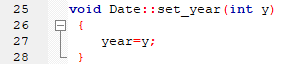 25 void Date::set_year(int y)
26 {
27 year=y;
28 }